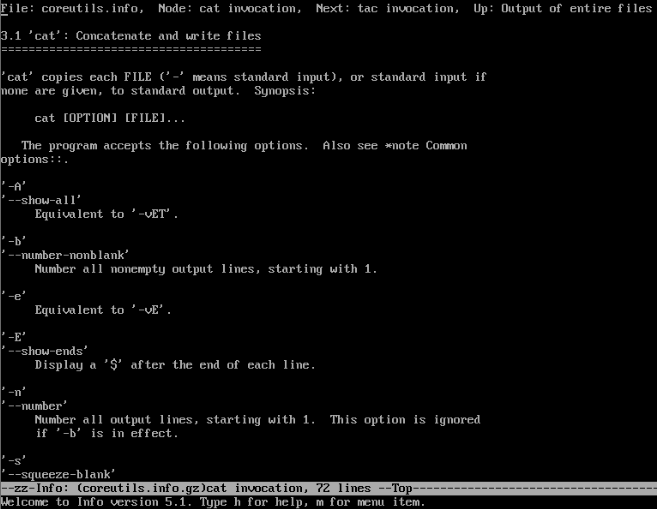 File: coreutils.info,  Node: cat invocation,  Next: tac invocation,  Up: Output of entire files

3.1 'cat': Concatenate and write files
======================================

'cat' copies each FILE ('-' means standard input), or standard input if
none are given, to standard output.  Synopsis:

     cat [OPTION] [FILE]...

   The program accepts the following options.  Also see *note Common
options::.

'-A'
'--show-all'
     Equivalent to '-vET'.

'-b'
'--number-nonblank'
     Number all nonempty output lines, starting with 1.

'-e'
     Equivalent to '-vE'.

'-E'
'--show-ends'
     Display a '$' after the end of each line.

'-n'
'--number'
     Number all output lines, starting with 1.  This option is ignored
     if '-b' is in effect.

'-s'
'--squeeze-blank'
--zz-Info: (coreutils.info.gz)cat invocation, 72 lines --Top-----------------------------------
Welcome to Info version 5.1. Type h for help, m for menu item.